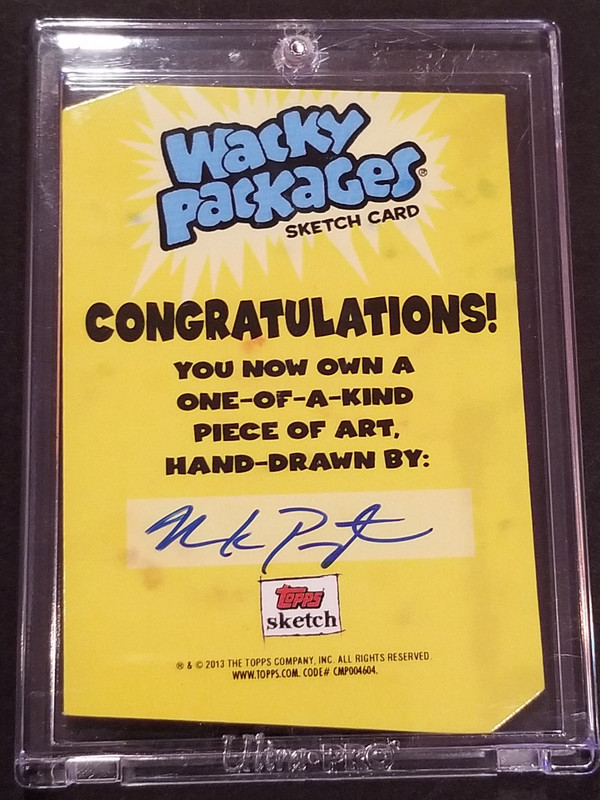 Wacky
Packages®
SKETCH CARD
CONGRATULATIONS!
YOU NOW OWN A
ONE-OF-A-KIND
PIECE OF ART,
HAND-DRAWN BY:
TOPPS
sketch
® & © 2013 THE TOPPS COMPANY, INC. ALL RIGHTS RESERVED.
WWW.TOPPS.COM. CODE# CMP004604.
Ultra-PRO